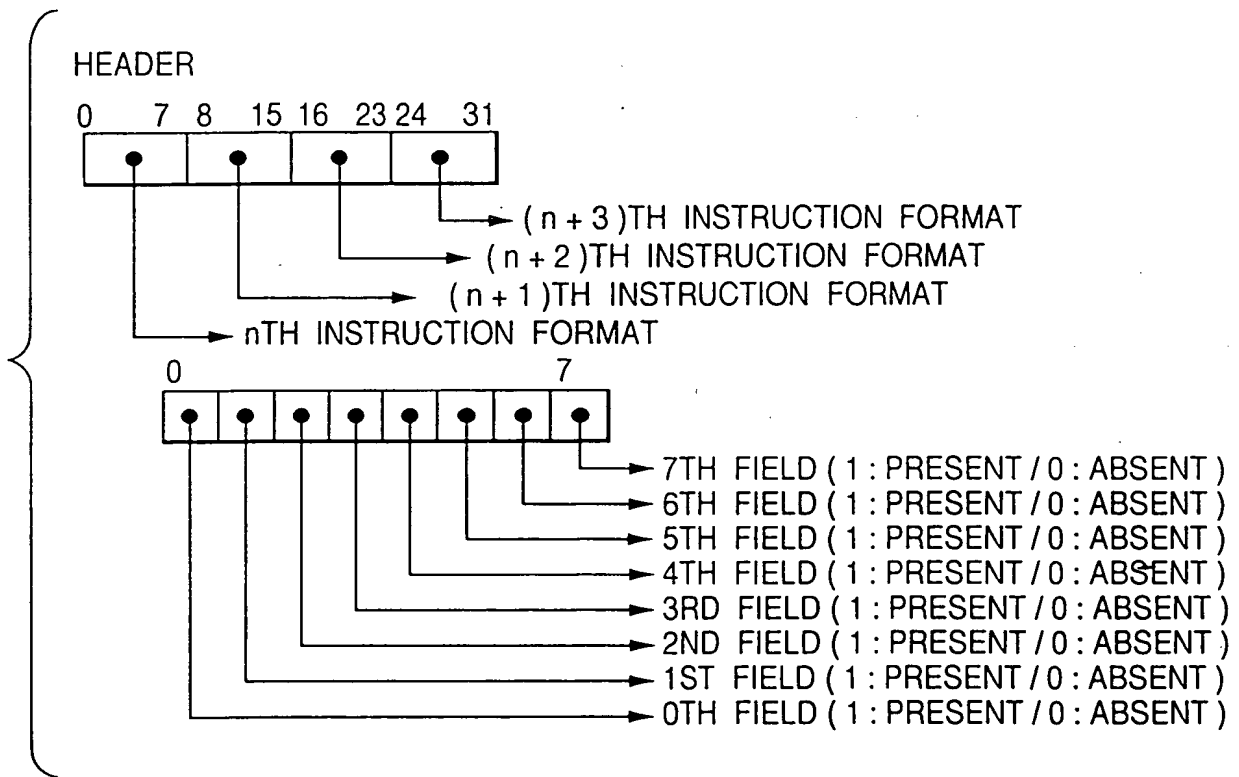 HEADER
0 7 8 15 16 23 24 31
(n+3)TH INSTRUCTION FORMAT
(n+2)TH INSTRUCTION FORMAT
(n+1)TH INSTRUCTION FORMAT
nTH INSTRUCTION FORMAT
0 7
7TH FIELD (1:PRESENT/0:ABSENT)
6TH FIELD (1:PRESENT/0:ABSENT)
5TH FIELD (1:PRESENT/0:ABSENT)
4TH FIELD (1:PRESENT/0:ABSENT)
3RD FIELD (1:PRESENT/0:ABSENT)
2ND FIELD (1:PRESENT/0:ABSENT)
1ST FIELD (1:PRESENT/0:ABSENT)
0TH FIELD (1:PRESENT/0:ABSENT)